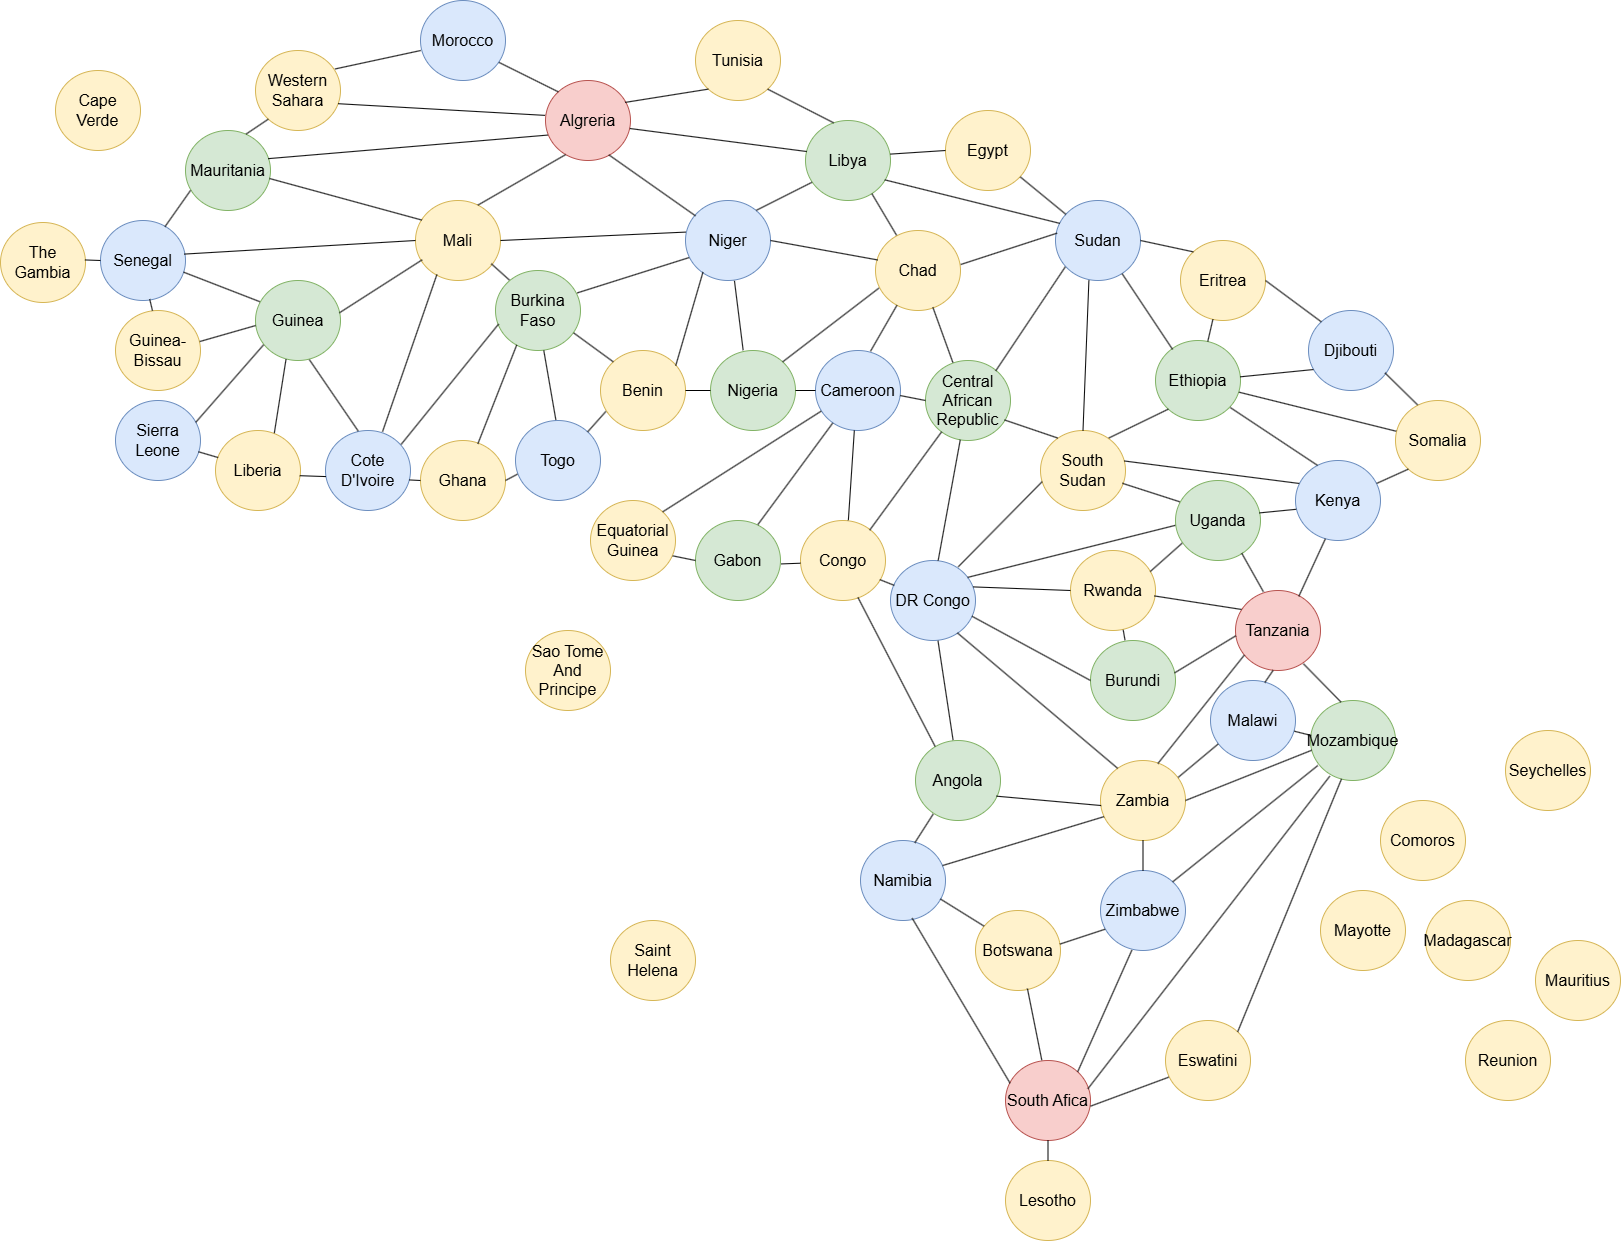 Morocco
Tunisia
Western
Sahara
Cape
Verde
Algreria
Egypt
Libya
Mauritania
Mali
Niger
Sudan
The
Gambia
Senegal
Chad
Eritrea
Burkina
Faso
Guinea
Guinea-
Bissau
Djibouti
Ethiopia
Benin
Nigeria
Cameroon
Central
African
Republic
Sierra
Leone
Somalia
Liberia
Cote
D'Ivoire
Ghana
Togo
South
Sudan
Kenya
Uganda
Equatorial
Guinea
Gabon
Congo
DR Congo
Rwanda
Tanzania
Sao Tome
And
Principe
Burundi
Malawi
Mozambique
Seychelles
Angola
Zambia
Comoros
Namibia
Zimbabwe
Mayotte
Madagascar
Botswana
Saint
Helena
Mauritius
Eswatini
Reunion
South Afica
Lesotho